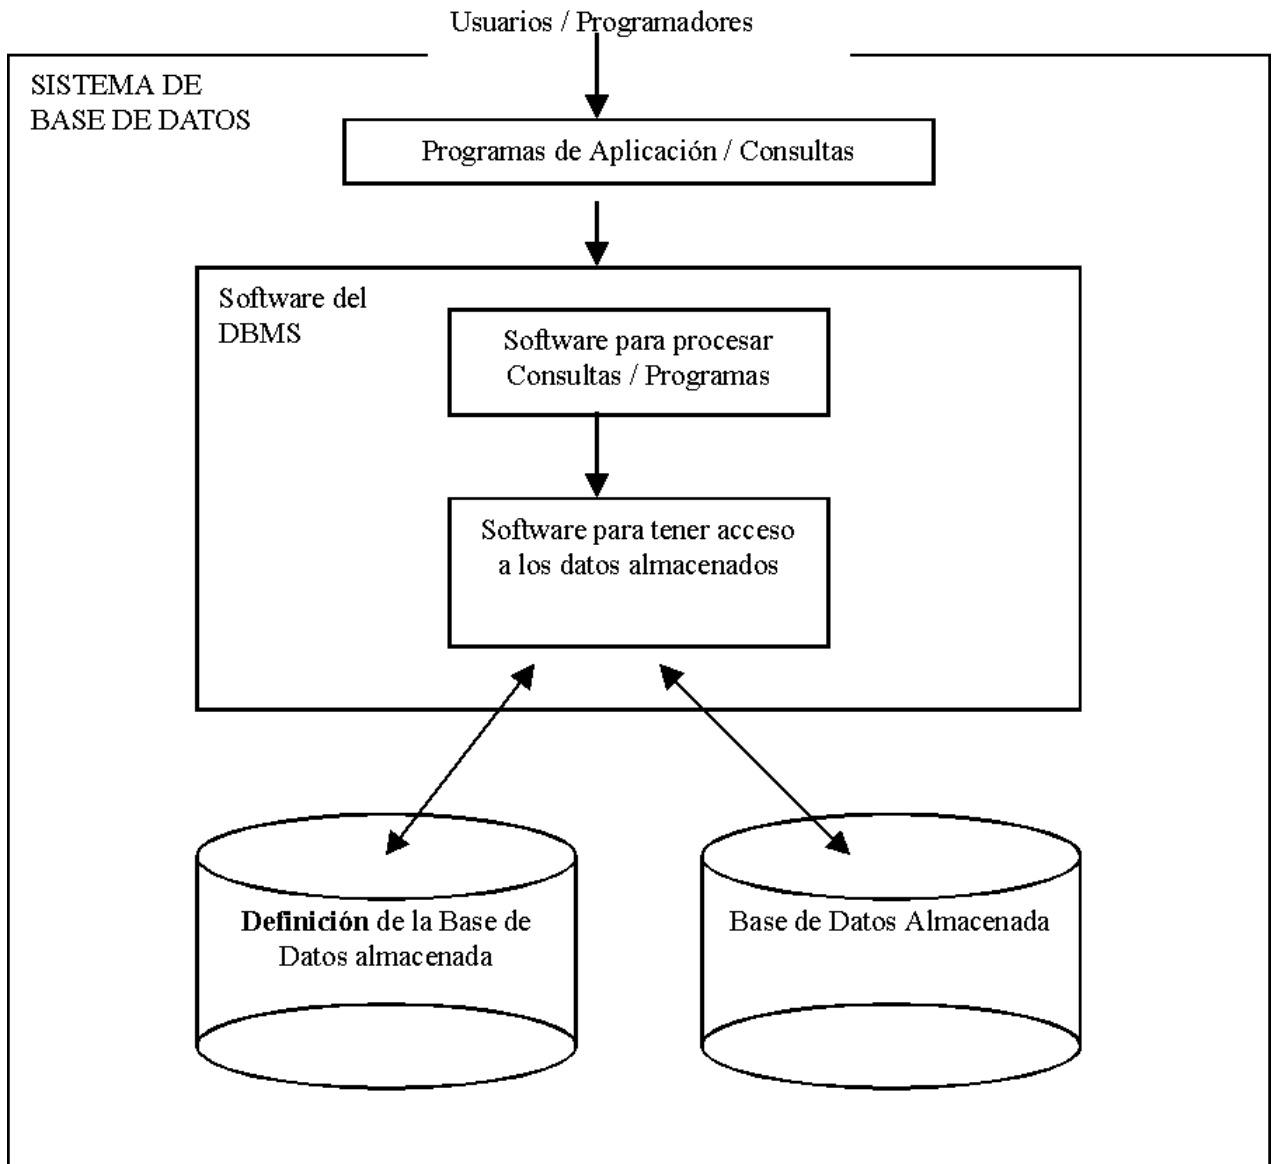 Usuarios / Programadores
SISTEMA DE
BASE DE DATOS
Programas de Aplicación / Consultas
Software del
DBMS
Software para procesar
Consultas / Programas
Software para tener acceso
a los datos almacenados
Definición de la Base de
Datos almacenada
Base de Datos Almacenada